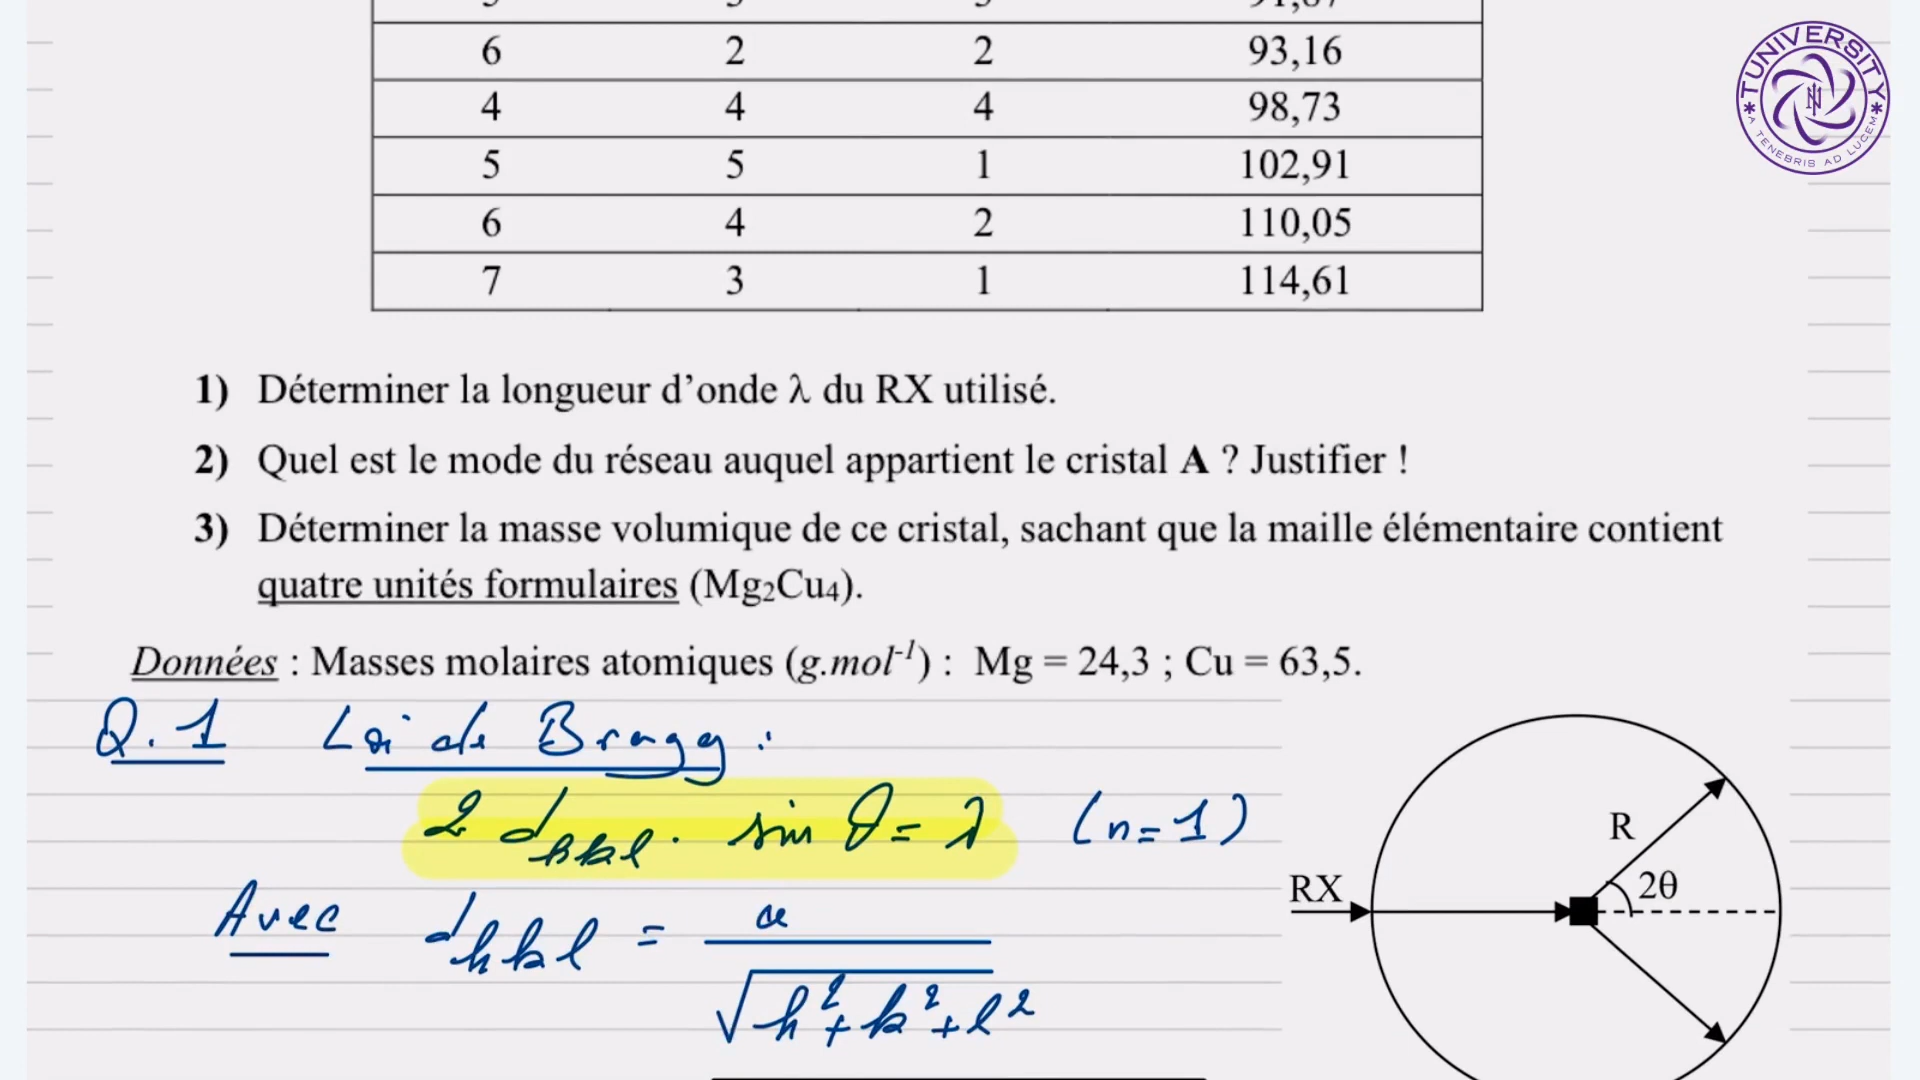 6 2 2 93,16
4 4 4 98,73
5 5 1 102,91
6 4 2 110,05
7 3 1 114,61
TUNIVERSITY
A TENEBRIS AD LUCEM
1) Déterminer la longueur d’onde λ du RX utilisé.
2) Quel est le mode du réseau auquel appartient le cristal A ? Justifier !
3) Déterminer la masse volumique de ce cristal, sachant que la maille élémentaire contient
quatre unités formulaires (Mg2Cu4).
Données : Masses molaires atomiques (g.mol-1) : Mg = 24,3 ; Cu = 63,5.
Q.1 Loi de Bragg :
2 dhkl . sin θ = λ (n=1)
Avec dhkl = a / √h²+k²+l²
R
RX
2θ